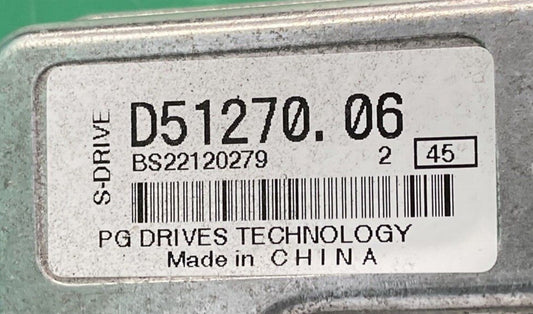 S-DRIVE
D51270.06
BS22120279 2 45
PG DRIVES TECHNOLOGY
Made in CHINA